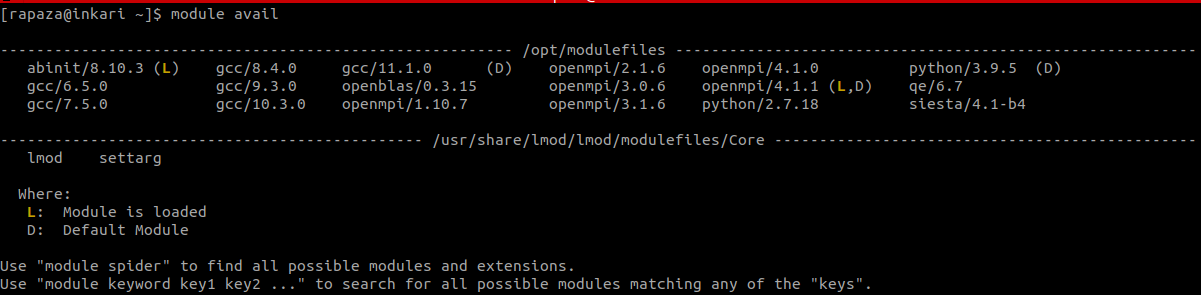 [rapaza@inkari ~]$ module avail
--------------------------------------------------------- /opt/modulefiles ----------------------------------------------------------
   abinit/8.10.3 (L)    gcc/8.4.0     gcc/11.1.0      (D)    openmpi/2.1.6    openmpi/4.1.0          python/3.9.5  (D)
   gcc/6.5.0            gcc/9.3.0     openblas/0.3.15        openmpi/3.0.6    openmpi/4.1.1 (L,D)    qe/6.7
   gcc/7.5.0            gcc/10.3.0    openmpi/1.10.7         openmpi/3.1.6    python/2.7.18          siesta/4.1-b4
----------------------------------------------- /usr/share/lmod/lmod/modulefiles/Core -----------------------------------------------
   lmod    settarg
  Where:
   L:  Module is loaded
   D:  Default Module
Use "module spider" to find all possible modules and extensions.
Use "module keyword key1 key2 ..." to search for all possible modules matching any of the "keys".